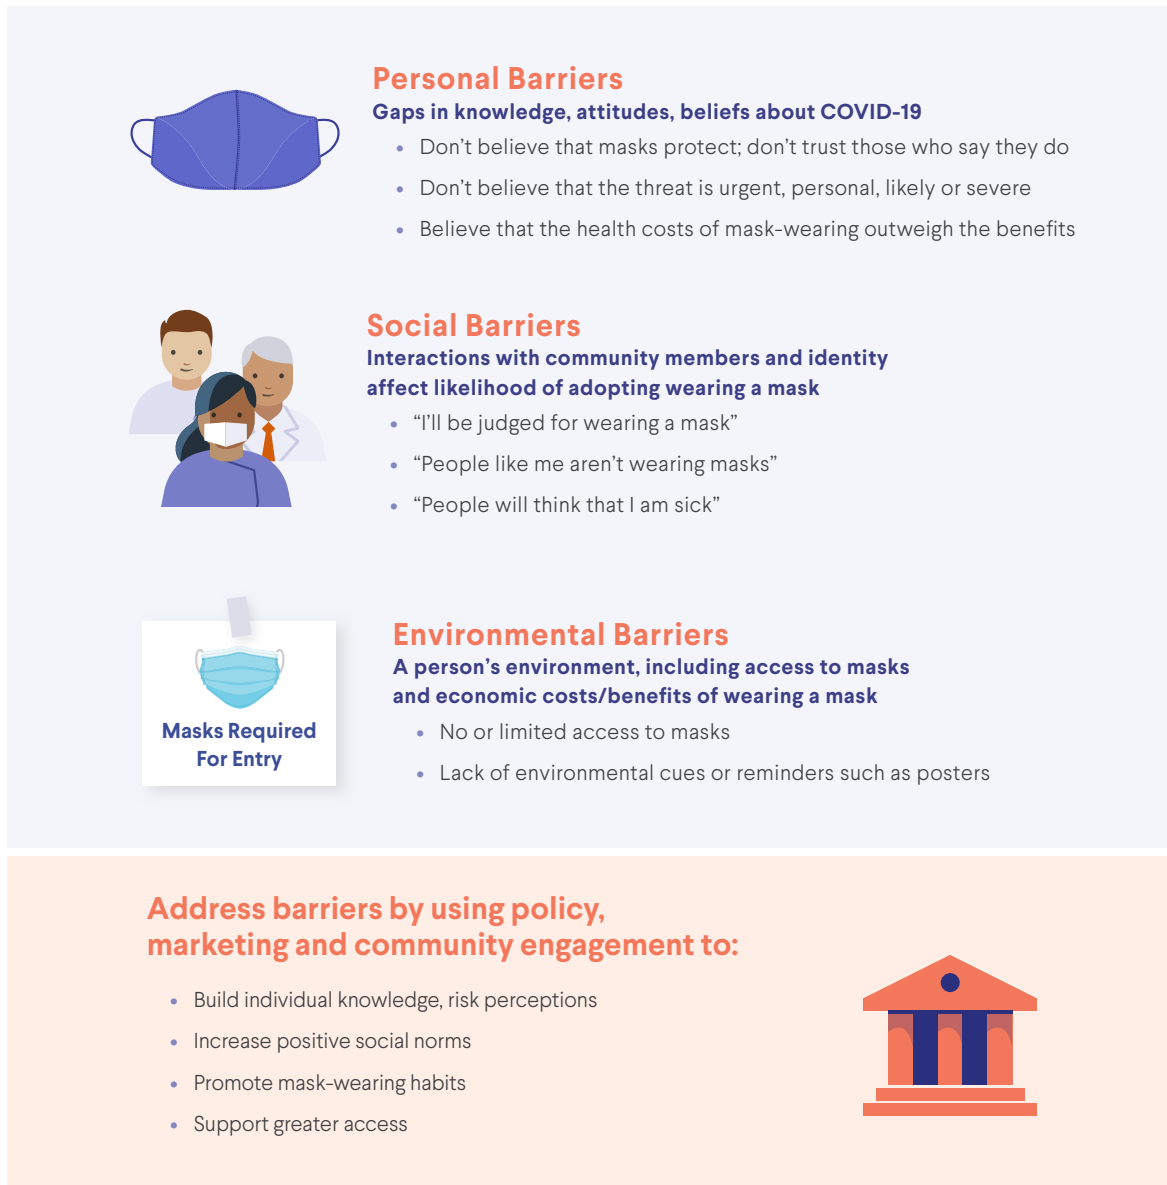 Personal Barriers
Gaps in knowledge, attitudes, beliefs about COVID-19
• Don’t believe that masks protect; don’t trust those who say they do
• Don’t believe that the threat is urgent, personal, likely or severe
• Believe that the health costs of mask-wearing outweigh the benefits
Social Barriers
Interactions with community members and identity
affect likelihood of adopting wearing a mask
• “I’ll be judged for wearing a mask”
• “People like me aren’t wearing masks”
• “People will think that I am sick”
Masks Required
For Entry
Environmental Barriers
A person’s environment, including access to masks
and economic costs/benefits of wearing a mask
• No or limited access to masks
• Lack of environmental cues or reminders such as posters
Address barriers by using policy,
marketing and community engagement to:
• Build individual knowledge, risk perceptions
• Increase positive social norms
• Promote mask-wearing habits
• Support greater access